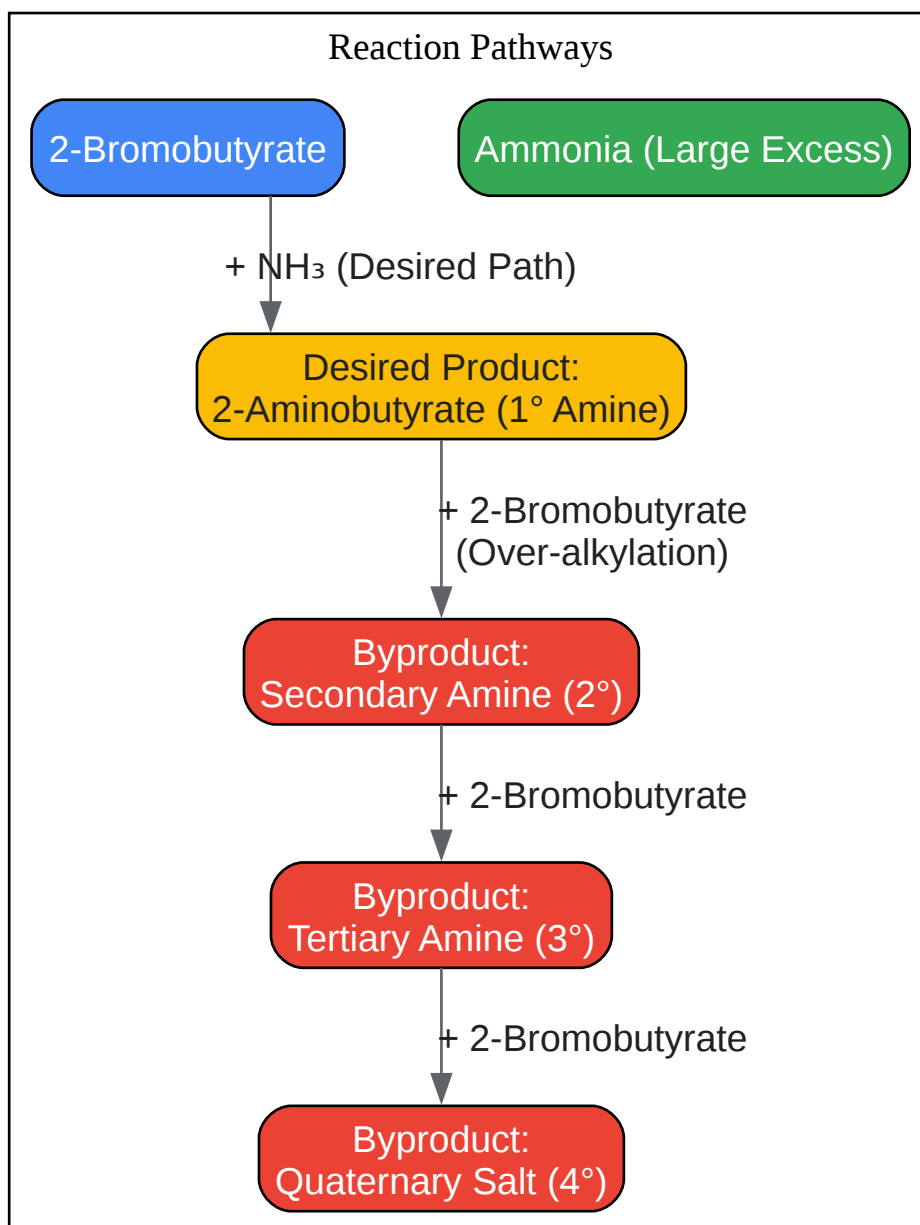 Reaction Pathways
2-Bromobutyrate
Ammonia (Large Excess)
+ NH₃ (Desired Path)
Desired Product:
2-Aminobutyrate (1° Amine)
+ 2-Bromobutyrate
(Over-alkylation)
Byproduct:
Secondary Amine (2°)
+ 2-Bromobutyrate
Byproduct:
Tertiary Amine (3°)
+ 2-Bromobutyrate
Byproduct:
Quaternary Salt (4°)